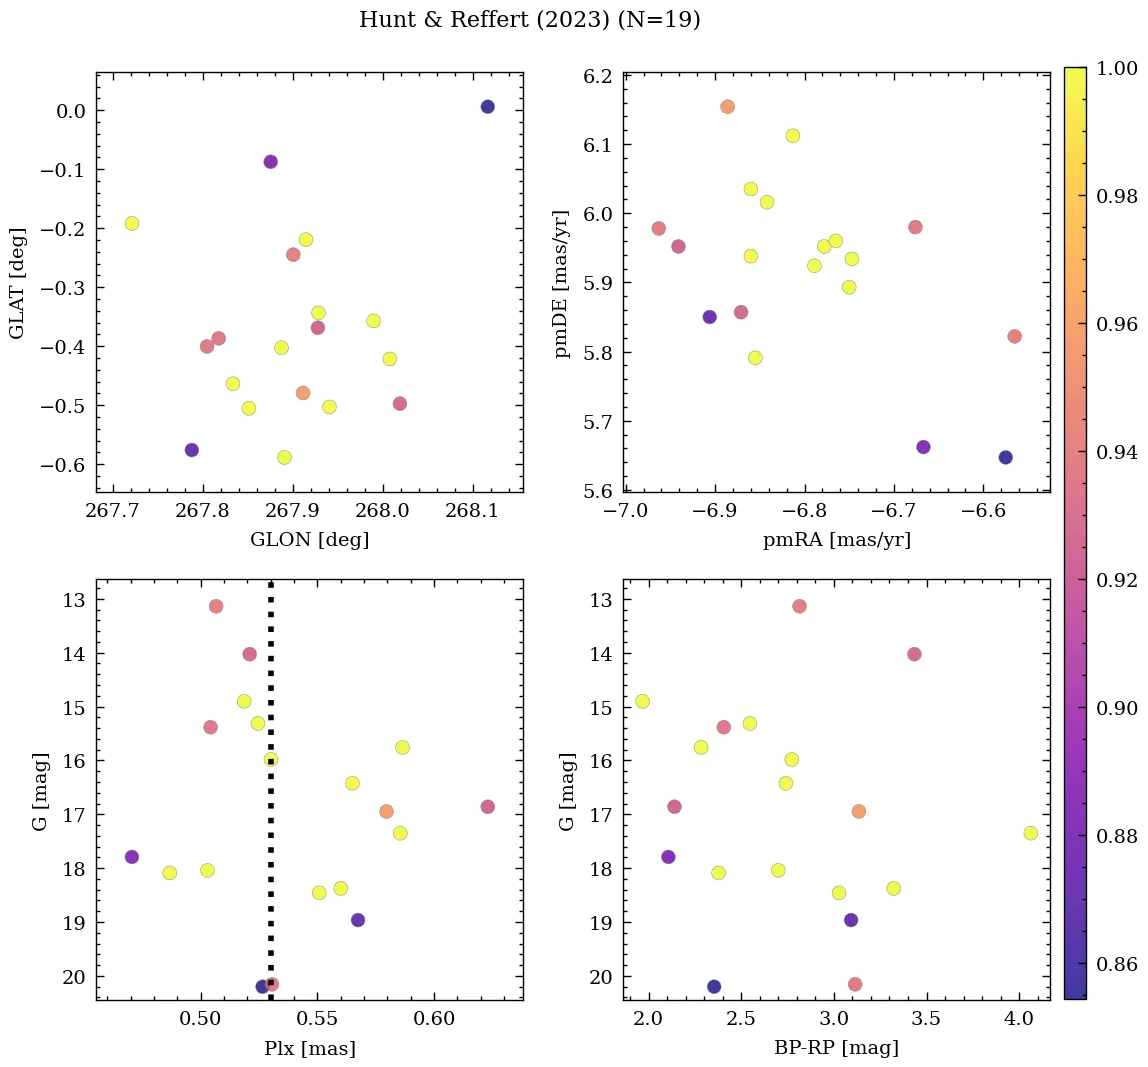 Hunt & Reffert (2023) (N=19)
0.0
−0.1
−0.2
−0.3
−0.4
−0.5
−0.6
GLAT [deg]
267.7 267.8 267.9 268.0 268.1
GLON [deg]
6.2
6.1
6.0
5.9
5.8
5.7
5.6
pmDE [mas/yr]
−7.0 −6.9 −6.8 −6.7 −6.6
pmRA [mas/yr]
13
14
15
16
17
18
19
20
G [mag]
0.50 0.55 0.60
Plx [mas]
13
14
15
16
17
18
19
20
G [mag]
2.0 2.5 3.0 3.5 4.0
BP-RP [mag]
1.00
0.98
0.96
0.94
0.92
0.90
0.88
0.86